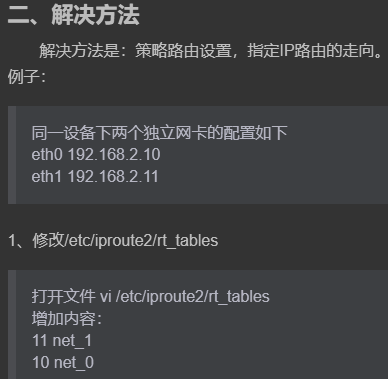 二、解决方法
解决方法是：策略路由设置，指定IP路由的走向。
例子：
同一设备下两个独立网卡的配置如下
eth0 192.168.2.10
eth1 192.168.2.11
1、修改/etc/iproute2/rt_tables
打开文件 vi /etc/iproute2/rt_tables
增加内容：
11 net_1
10 net_0